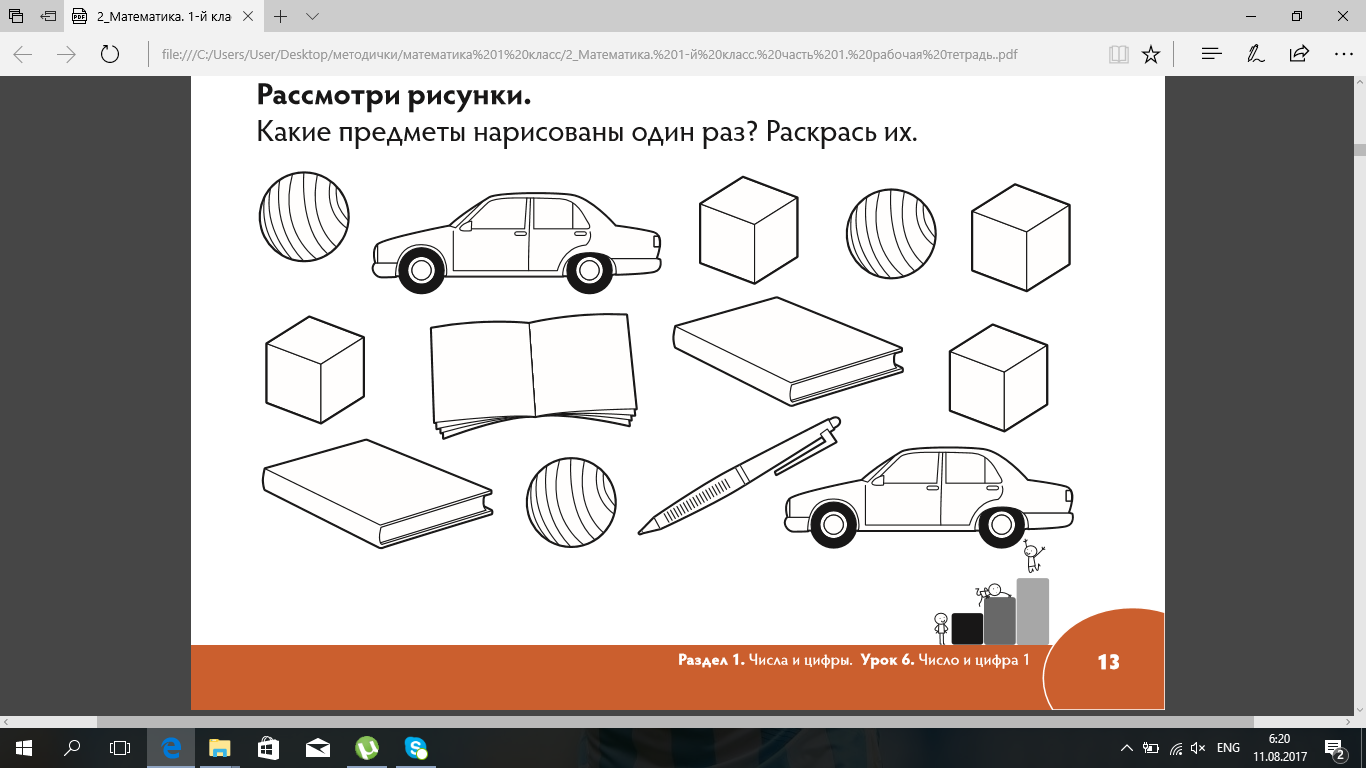 2_Математика. 1-й кла
file:///C:/Users/User/Desktop/методички/математика%201%20класс/2_Математика.%201-й%20класс.%20часть%201.%20рабочая%20тетрадь..pdf
Рассмотри рисунки.
Какие предметы нарисованы один раз? Раскрась их.
Раздел 1. Числа и цифры. Урок 6. Число и цифра 1
13
ENG
6:20
11.08.2017
2